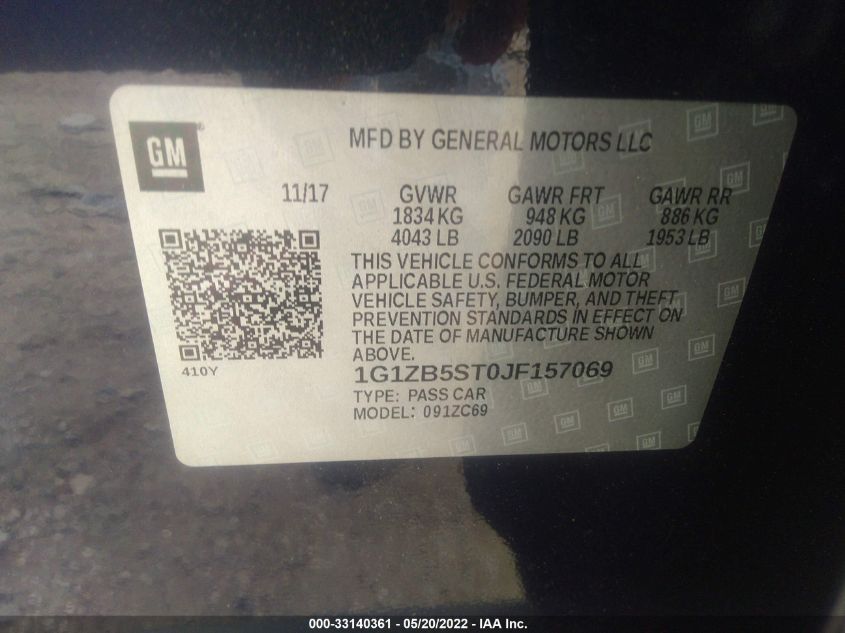 GM
MFD BY GENERAL MOTORS LLC
11/17 GVWR GAWR FRT GAWR RR
1834 KG 948 KG 886 KG
4043 LB 2090 LB 1953 LB
THIS VEHICLE CONFORMS TO ALL
APPLICABLE U.S. FEDERAL MOTOR
VEHICLE SAFETY, BUMPER, AND THEFT
PREVENTION STANDARDS IN EFFECT ON
THE DATE OF MANUFACTURE SHOWN
ABOVE.
410Y
1G1ZB5ST0JF157069
TYPE: PASS CAR
MODEL: 091ZC69
000-33140361 - 05/20/2022 - IAA Inc.